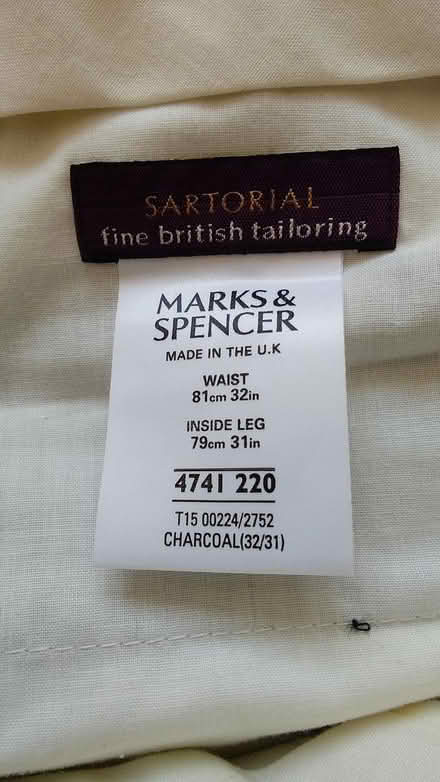 SARTORIAL
fine british tailoring
MARKS &
SPENCER
MADE IN THE U.K
WAIST
81cm 32in
INSIDE LEG
79cm 31in
4741 220
T15 00224/2752
CHARCOAL(32/31)